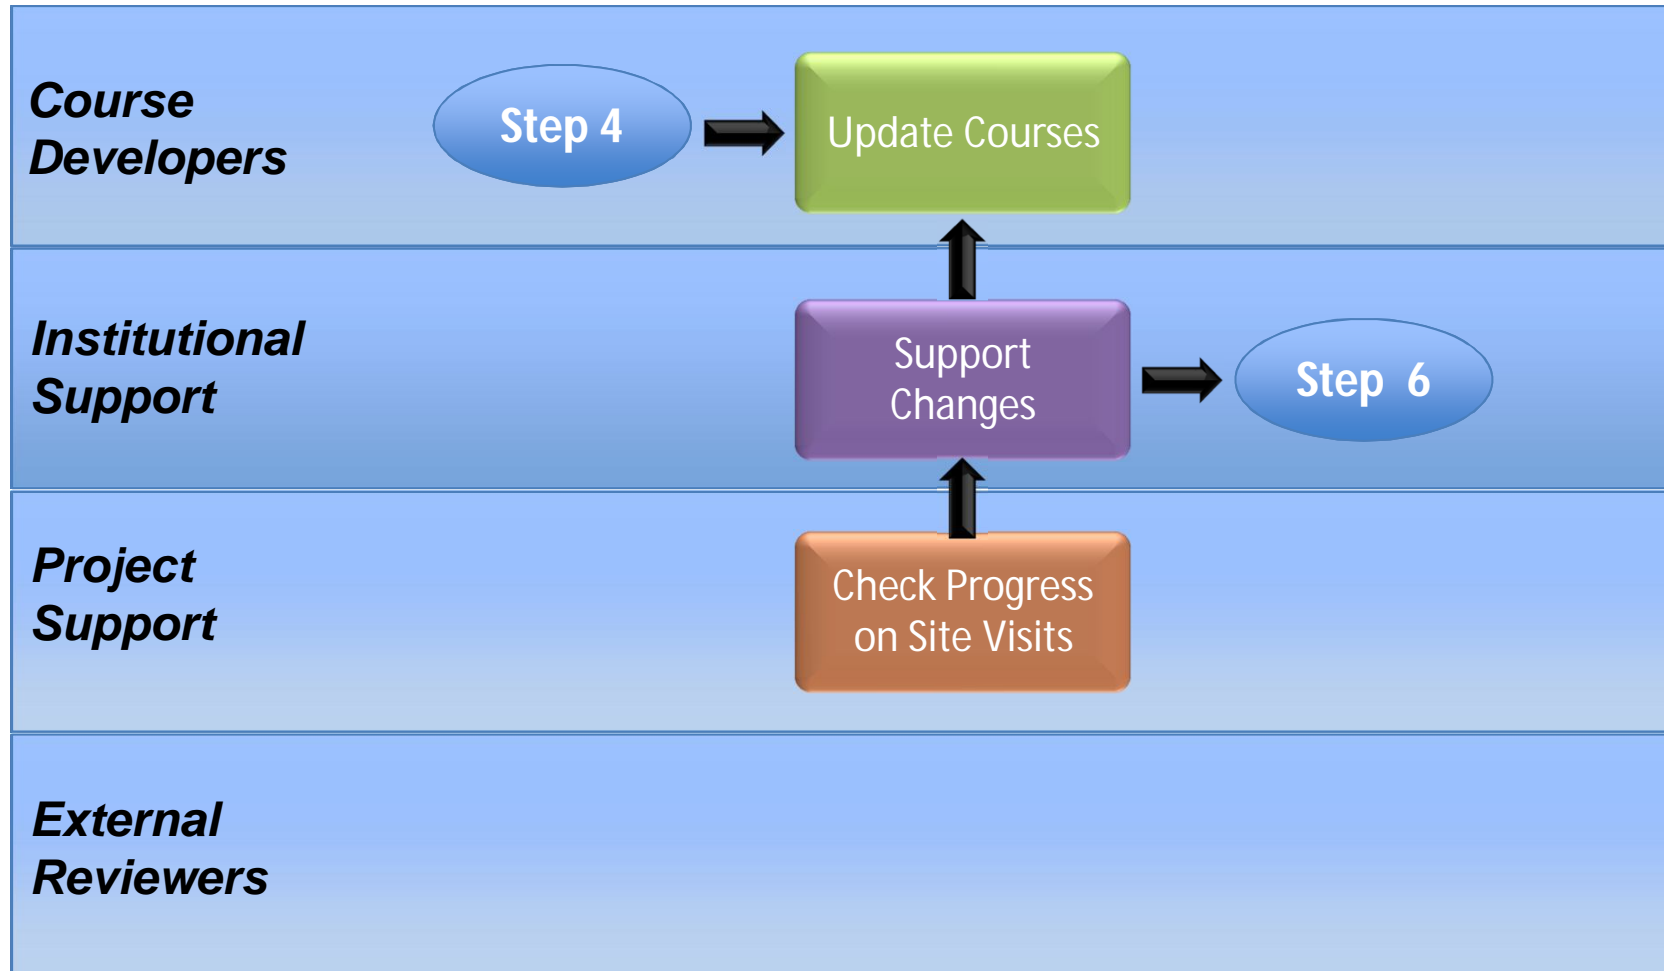 Course
Developers
Step 4
Update Courses
Institutional
Support
Support
Changes
Step 6
Project
Support
Check Progress
on Site Visits
External
Reviewers